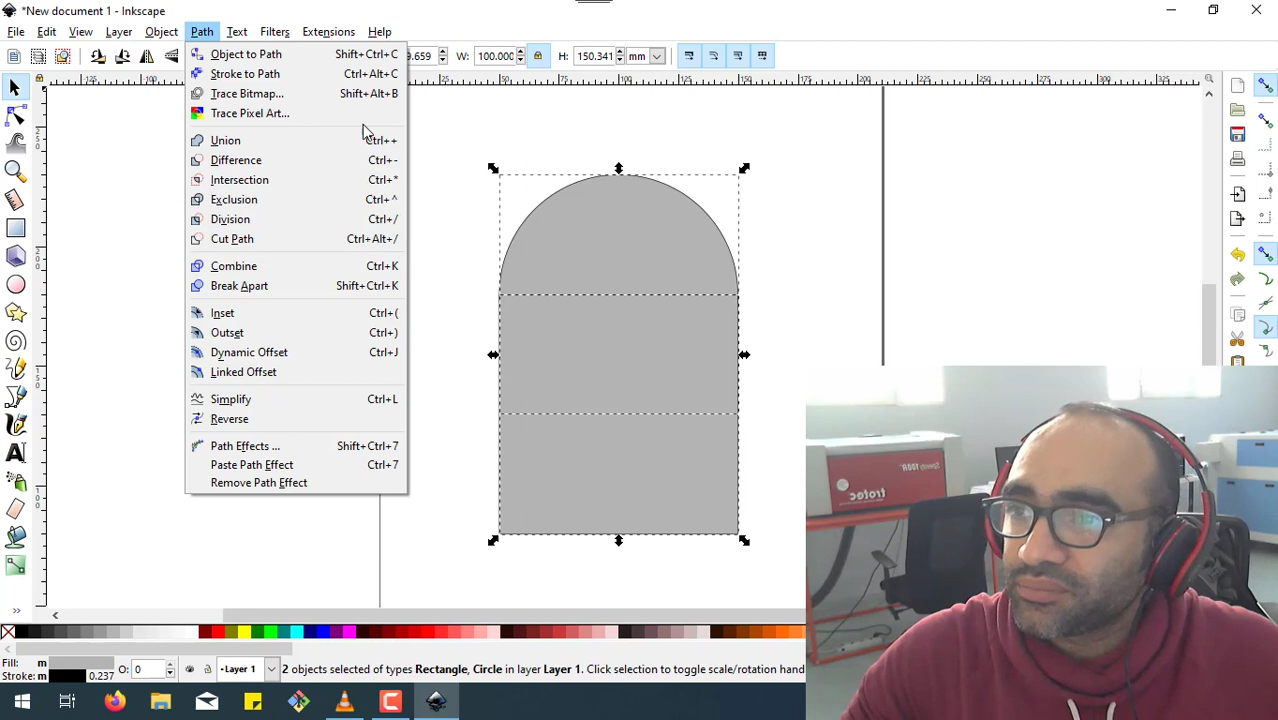 *New document 1 - Inkscape
File Edit View Layer Object Path Text Filters Extensions Help
9.659 W: 100.000 H: 150.341 mm
Object to Path Shift+Ctrl+C
Stroke to Path Ctrl+Alt+C
Trace Bitmap... Shift+Alt+B
Trace Pixel Art...
Union Ctrl++
Difference Ctrl+-
Intersection Ctrl+*
Exclusion Ctrl+^
Division Ctrl+/
Cut Path Ctrl+Alt+/
Combine Ctrl+K
Break Apart Shift+Ctrl+K
Inset Ctrl+(
Outset Ctrl+)
Dynamic Offset Ctrl+J
Linked Offset
Simplify Ctrl+L
Reverse
Path Effects ... Shift+Ctrl+7
Paste Path Effect Ctrl+7
Remove Path Effect
Fill: m
Stroke: m 0.237
O: 0
Layer 1
2 objects selected of types Rectangle, Circle in layer Layer 1. Click selection to toggle scale/rotation hand